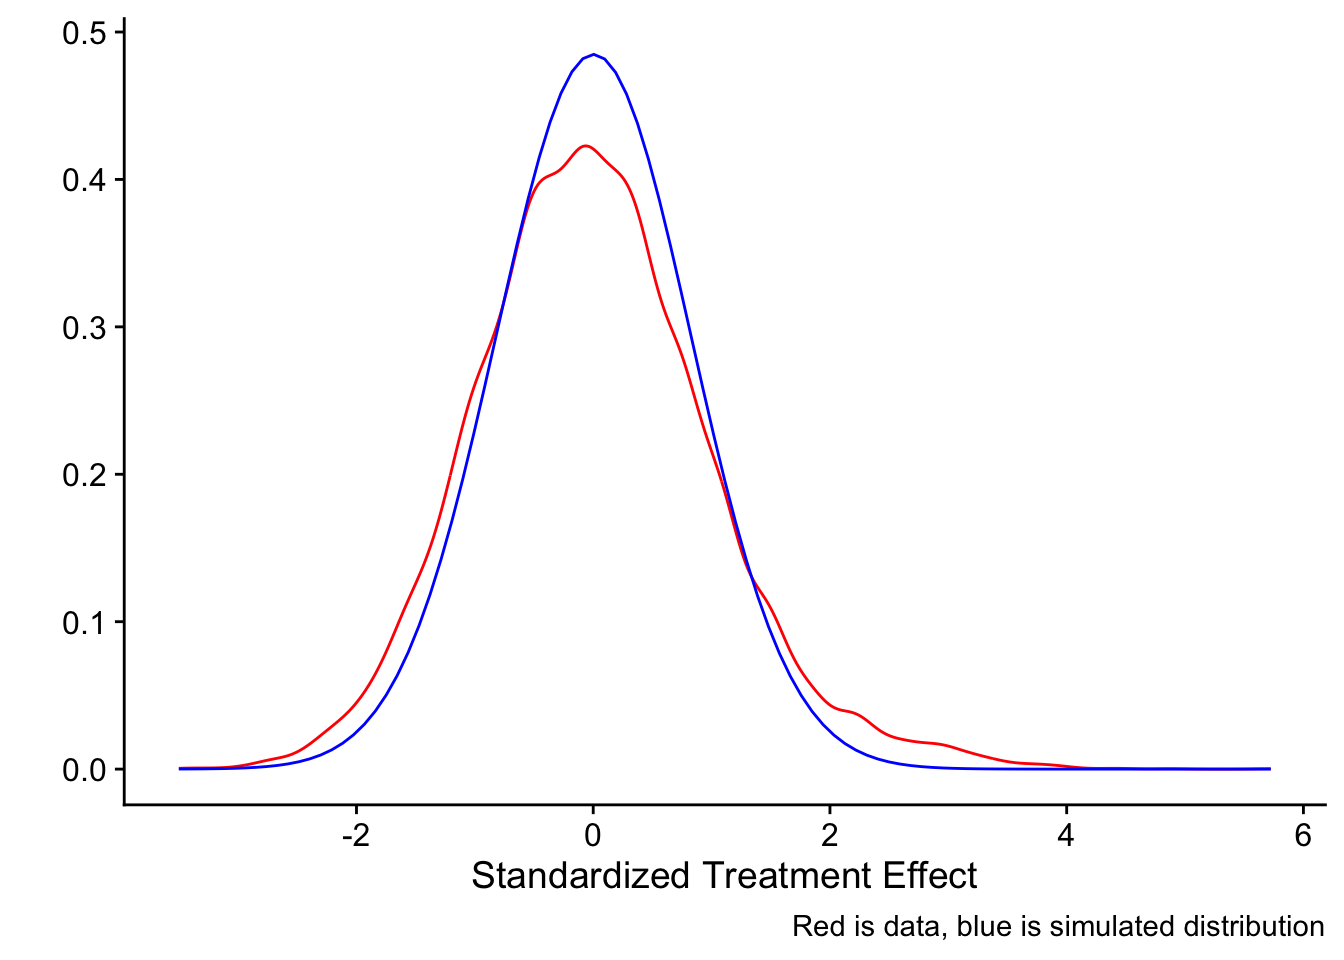 0.5
0.4
0.3
0.2
0.1
0.0
-2 0 2 4 6
Standardized Treatment Effect
Red is data, blue is simulated distribution